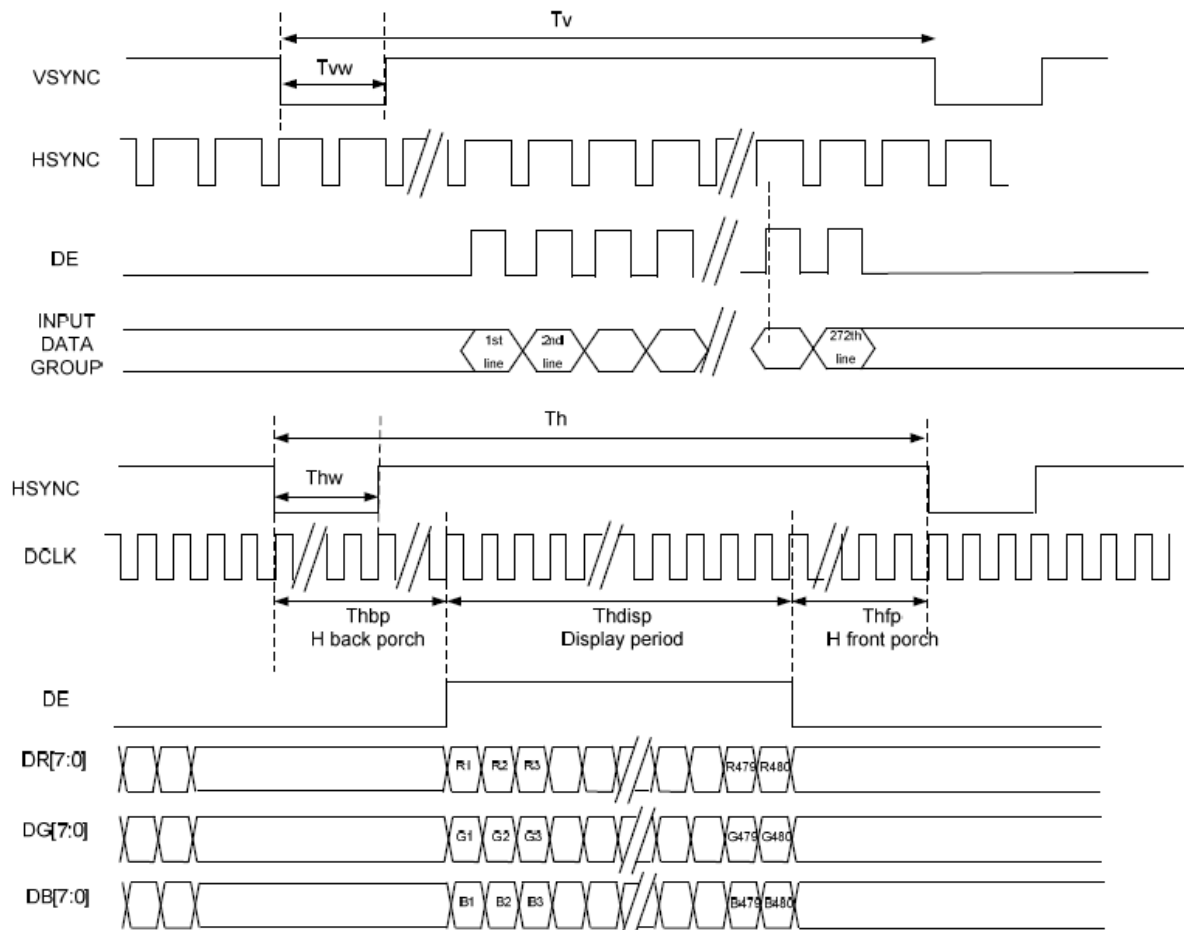 Tv
VSYNC
Tvw
HSYNC
DE
INPUT
DATA
GROUP
1st
line
2nd
line
272th
line
Th
HSYNC
Thw
DCLK
Thbp
H back porch
Thdisp
Display period
Thfp
H front porch
DE
DR[7:0]
R1 R2 R3 R479 R480
DG[7:0]
G1 G2 G3 G479 G480
DB[7:0]
B1 B2 B3 B479 B480